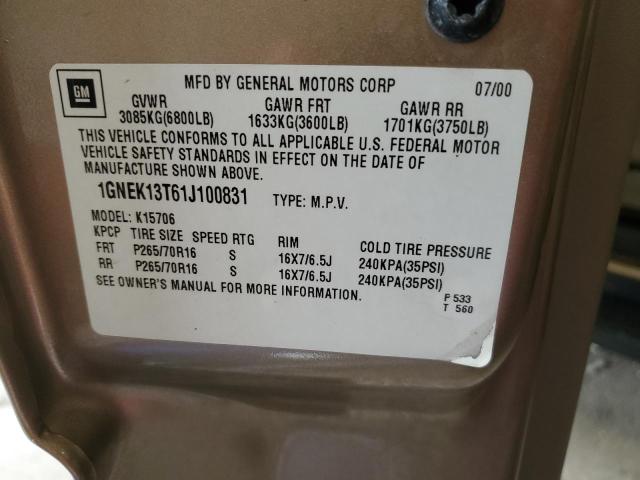 GM
MFD BY GENERAL MOTORS CORP 07/00
GVWR GAWR FRT GAWR RR
3085KG(6800LB) 1633KG(3600LB) 1701KG(3750LB)
THIS VEHICLE CONFORMS TO ALL APPLICABLE U.S. FEDERAL MOTOR
VEHICLE SAFETY STANDARDS IN EFFECT ON THE DATE OF
MANUFACTURE SHOWN ABOVE.
1GNEK13T61J100831 TYPE: M.P.V.
MODEL: K15706
KPCP TIRE SIZE SPEED RTG RIM COLD TIRE PRESSURE
FRT P265/70R16 S 16X7/6.5J 240KPA(35PSI)
RR P265/70R16 S 16X7/6.5J 240KPA(35PSI)
SEE OWNER'S MANUAL FOR MORE INFORMATION.
P 533
T 560